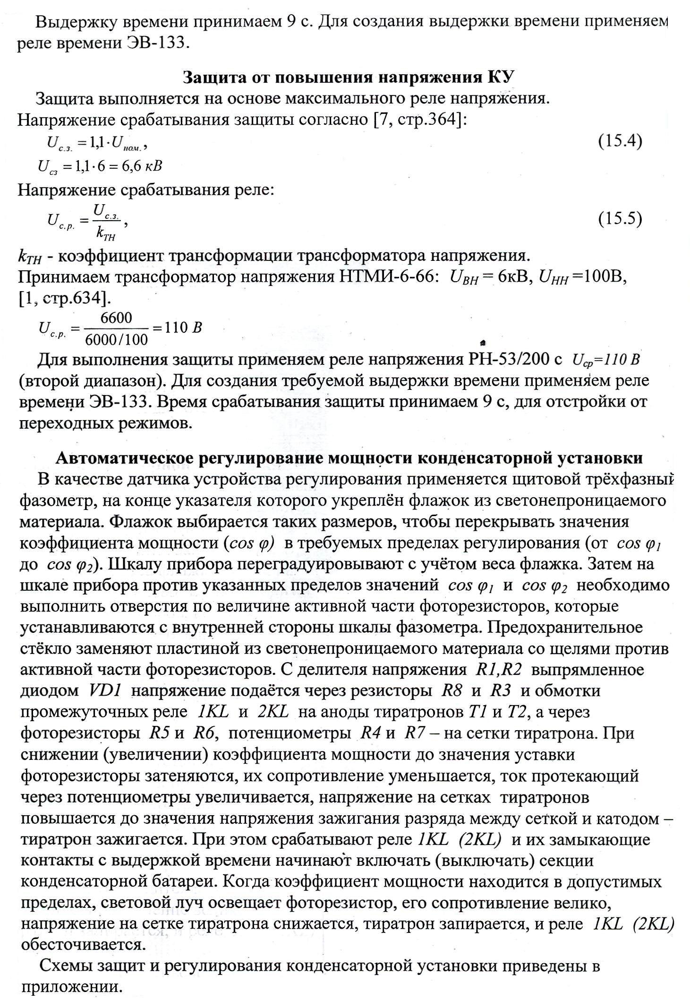 Выдержку времени принимаем 9 с. Для создания выдержки времени применяем
реле времени ЭВ-133.
Защита от повышения напряжения КУ
Защита выполняется на основе максимального реле напряжения.
Напряжение срабатывания защиты согласно [7, стр.364]:
U с.з. = 1,1·U ном. , (15.4)
U сз = 1,1·6 = 6,6 кВ
Напряжение срабатывания реле:
U с.р. = U с.з. / k ТН , (15.5)
k ТН - коэффициент трансформации трансформатора напряжения.
Принимаем трансформатор напряжения НТМИ-6-66: U ВН = 6кВ, U НН =100В,
[1, стр.634].
U с.р. = 6600 / (6000/100) = 110 В
Для выполнения защиты применяем реле напряжения РН-53/200 с U ср=110 В
(второй диапазон). Для создания требуемой выдержки времени применяем реле
времени ЭВ-133. Время срабатывания защиты принимаем 9 с, для отстройки от
переходных режимов.
Автоматическое регулирование мощности конденсаторной установки
В качестве датчика устройства регулирования применяется щитовой трёхфазный
фазометр, на конце указателя которого укреплён флажок из светонепроницаемого
материала. Флажок выбирается таких размеров, чтобы перекрывать значения
коэффициента мощности (cos φ) в требуемых пределах регулирования (от cos φ1
до cos φ2). Шкалу прибора переградуировывают с учётом веса флажка. Затем на
шкале прибора против указанных пределов значений cos φ1 и cos φ2 необходимо
выполнить отверстия по величине активной части фоторезисторов, которые
устанавливаются с внутренней стороны шкалы фазометра. Предохранительное
стёкло заменяют пластиной из светонепроницаемого материала со щелями против
активной части фоторезисторов. С делителя напряжения R1,R2 выпрямленное
диодом VD1 напряжение подаётся через резисторы R8 и R3 и обмотки
промежуточных реле 1KL и 2KL на аноды тиратронов T1 и T2, а через
фоторезисторы R5 и R6, потенциометры R4 и R7 – на сетки тиратрона. При
снижении (увеличении) коэффициента мощности до значения уставки
фоторезисторы затеняются, их сопротивление уменьшается, ток протекающий
через потенциометры увеличивается, напряжение на сетках тиратронов
повышается до значения напряжения зажигания разряда между сеткой и катодом –
тиратрон зажигается. При этом срабатывают реле 1KL (2KL) и их замыкающие
контакты с выдержкой времени начинают включать (выключать) секции
конденсаторной батареи. Когда коэффициент мощности находится в допустимых
пределах, световой луч освещает фоторезистор, его сопротивление велико,
напряжение на сетке тиратрона снижается, тиратрон запирается, и реле 1KL (2KL)
обесточивается.
Схемы защит и регулирования конденсаторной установки приведены в
приложении.